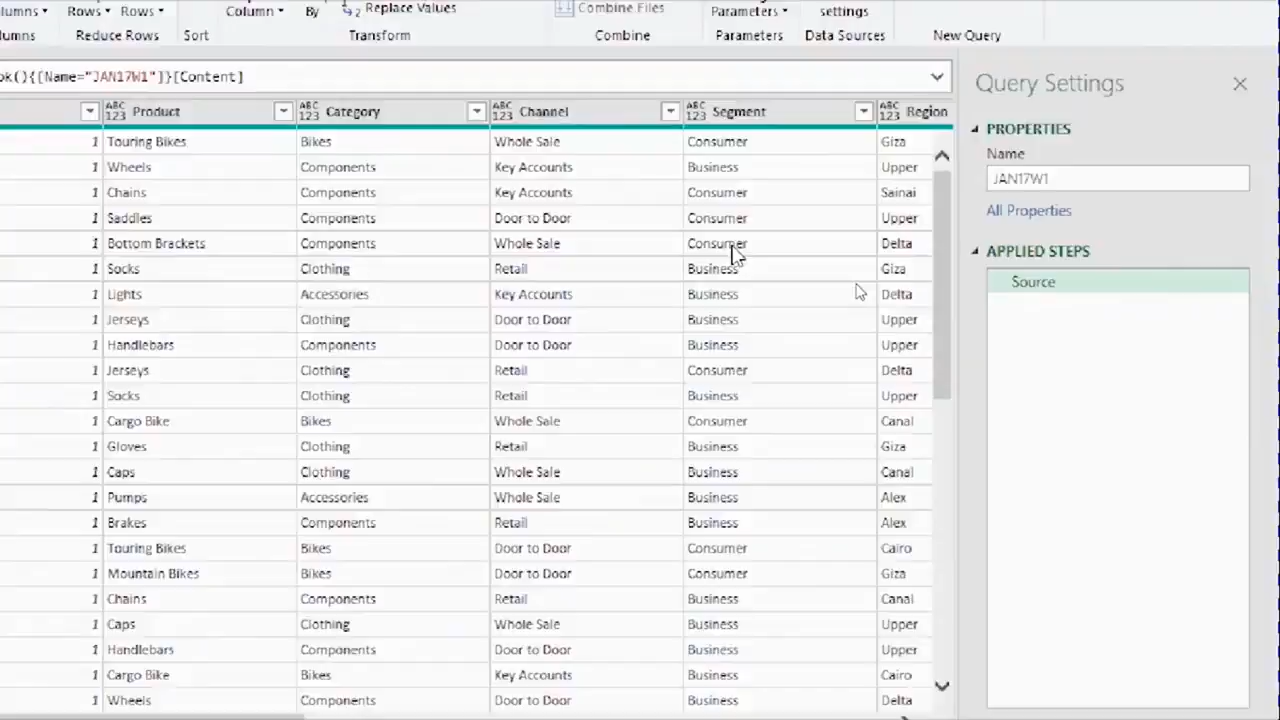 Rows Rows Column By Replace Values Combine Files Parameters settings
Reduce Rows Sort Transform Combine Parameters Data Sources New Query
ok(){[Name="JAN17W1"]}[Content]
Query Settings
ABC 123 Product ABC 123 Category ABC 123 Channel ABC 123 Segment ABC 123 Region
PROPERTIES
Name
JAN17W1
All Properties
APPLIED STEPS
Source
1 Touring Bikes Bikes Whole Sale Consumer Giza
1 Wheels Components Key Accounts Business Upper
1 Chains Components Key Accounts Consumer Sainai
1 Saddles Components Door to Door Consumer Upper
1 Bottom Brackets Components Whole Sale Consumer Delta
1 Socks Clothing Retail Business Giza
1 Lights Accessories Key Accounts Business Delta
1 Jerseys Clothing Door to Door Business Upper
1 Handlebars Components Door to Door Business Upper
1 Jerseys Clothing Retail Consumer Delta
1 Socks Clothing Retail Business Upper
1 Cargo Bike Bikes Whole Sale Consumer Canal
1 Gloves Clothing Retail Business Giza
1 Caps Clothing Whole Sale Business Canal
1 Pumps Accessories Whole Sale Business Alex
1 Brakes Components Retail Business Alex
1 Touring Bikes Bikes Door to Door Consumer Cairo
1 Mountain Bikes Bikes Door to Door Consumer Giza
1 Chains Components Retail Business Canal
1 Caps Clothing Whole Sale Business Upper
1 Handlebars Components Door to Door Business Upper
1 Cargo Bike Bikes Key Accounts Business Cairo
1 Wheels Components Door to Door Business Delta